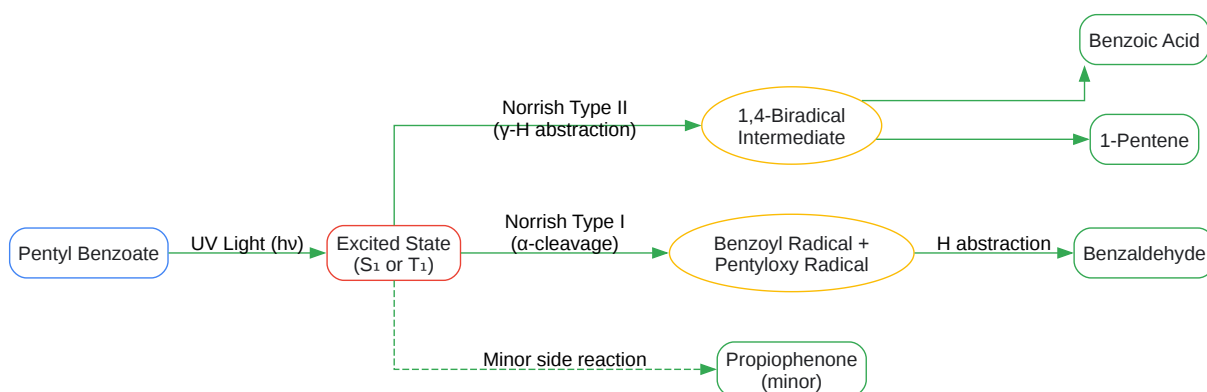 Benzoic Acid
Norrish Type II
(γ-H abstraction)
1,4-Biradical
Intermediate
1-Pentene
Pentyl Benzoate
UV Light (hν)
Excited State
(S₁ or T₁)
Norrish Type I
(α-cleavage)
Benzoyl Radical +
Pentyloxy Radical
H abstraction
Benzaldehyde
Minor side reaction
Propiophenone
(minor)